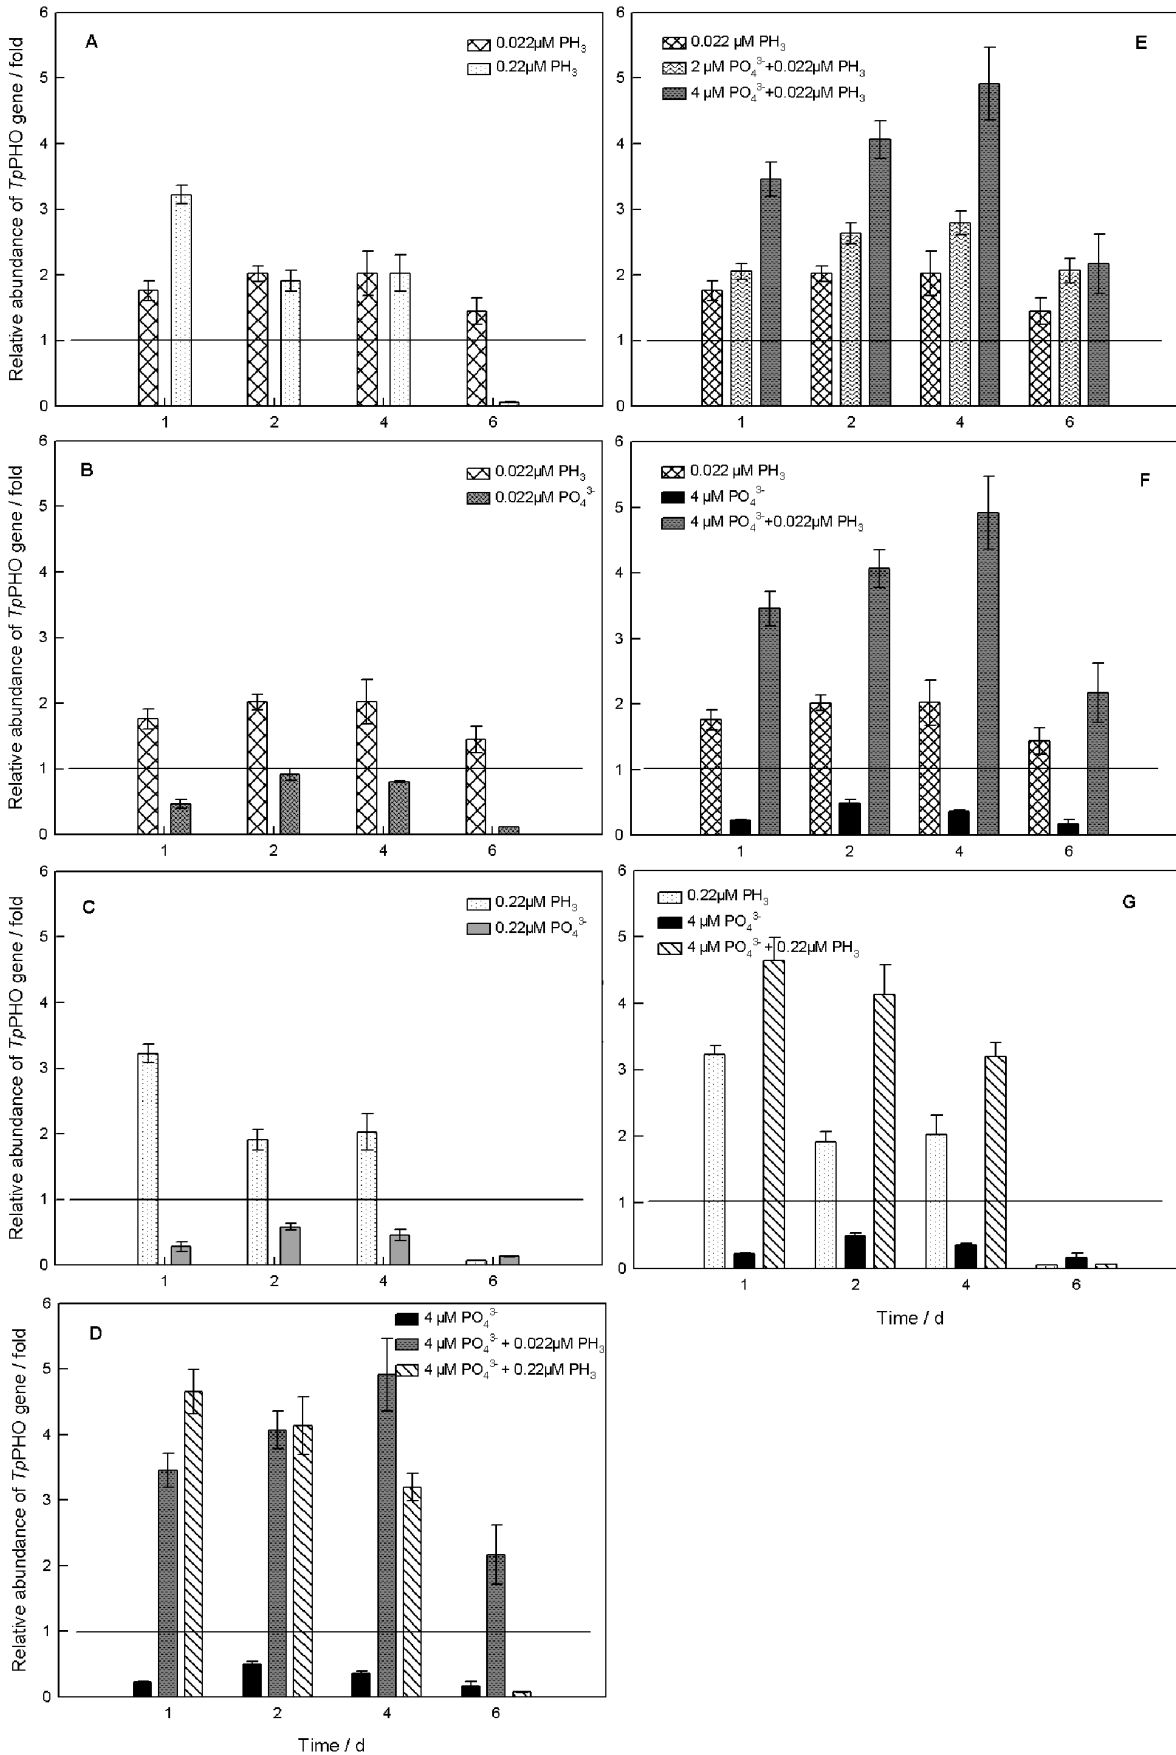 A
0.022µM PH₃
0.22µM PH₃
Relative abundance of TpPHO gene / fold
6
5
4
3
2
1
0
1 2 4 6
E
0.022 µM PH₃
2 µM PO₄³⁻+0.022µM PH₃
4 µM PO₄³⁻+0.022µM PH₃
6
5
4
3
2
1
0
1 2 4 6
B
0.022µM PH₃
0.022µM PO₄³⁻
Relative abundance of TpPHO gene / fold
6
5
4
3
2
1
0
1 2 4 6
F
0.022 µM PH₃
4 µM PO₄³⁻
4 µM PO₄³⁻+0.022µM PH₃
6
5
4
3
2
1
0
1 2 4 6
C
0.22µM PH₃
0.22µM PO₄³⁻
Relative abundance of TpPHO gene / fold
6
5
4
3
2
1
0
1 2 4 6
G
0.22µM PH₃
4 µM PO₄³⁻
4 µM PO₄³⁻ + 0.22µM PH₃
6
5
4
3
2
1
0
1 2 4 6
Time / d
D
4 µM PO₄³⁻
4 µM PO₄³⁻ + 0.022µM PH₃
4 µM PO₄³⁻ + 0.22µM PH₃
Relative abundance of TpPHO gene / fold
6
5
4
3
2
1
0
1 2 4 6
Time / d